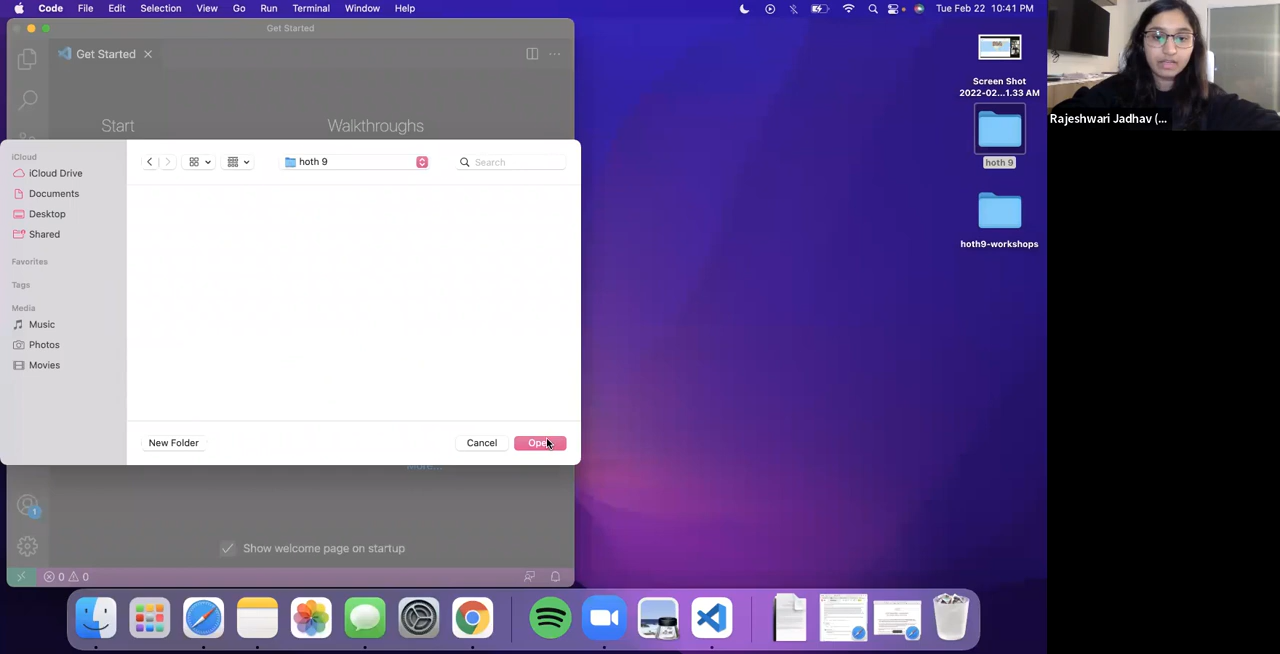 Code File Edit Selection View Go Run Terminal Window Help Tue Feb 22 10:41 PM
Get Started
Get Started
Start Walkthroughs
iCloud
iCloud Drive
Documents
Desktop
Shared
Favorites
Tags
Media
Music
Photos
Movies
hoth 9 Search
New Folder Cancel Open
More...
1
Show welcome page on startup
0 0
Screen Shot
2022-02...1.33 AM
hoth 9
hoth9-workshops
Rajeshwari Jadhav (...